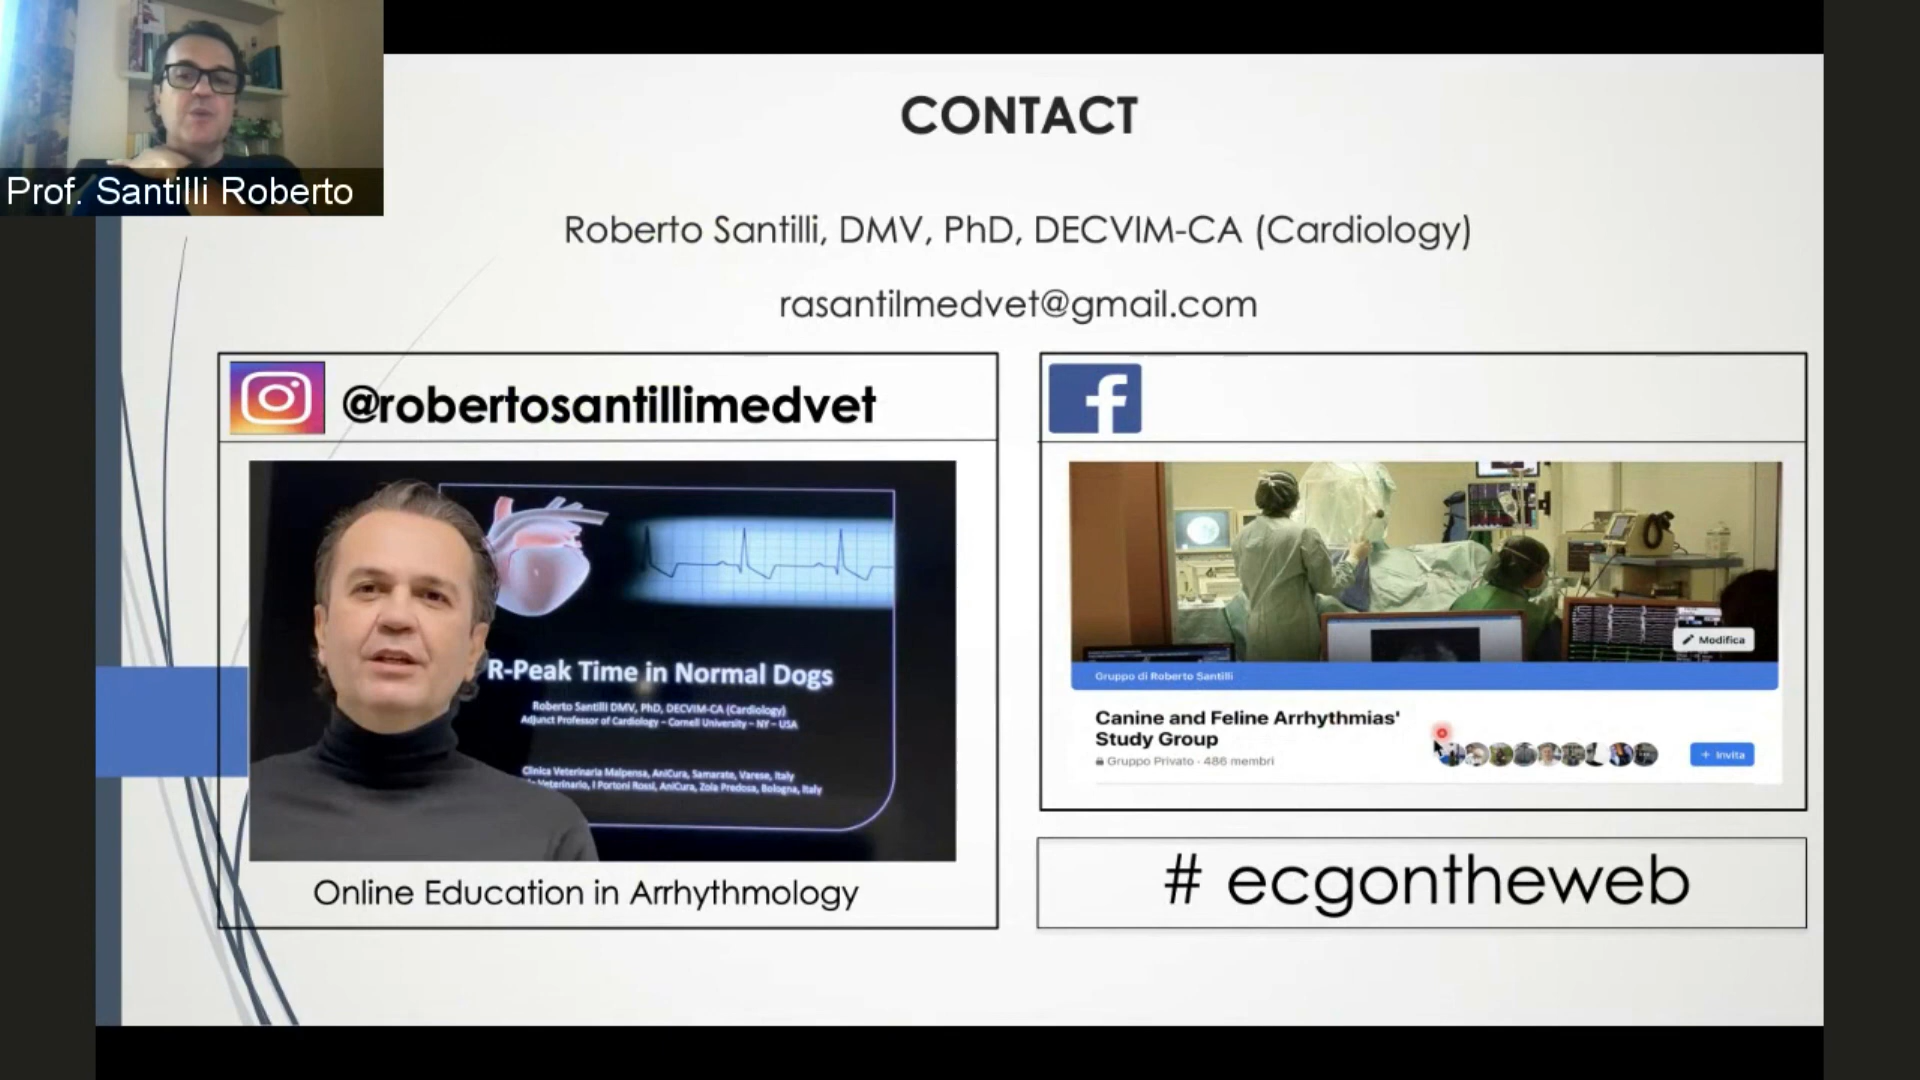 Prof. Santilli Roberto
CONTACT
Roberto Santilli, DMV, PhD, DECVIM-CA (Cardiology)
rasantilmedvet@gmail.com
@robertosantillimedvet
R-Peak Time in Normal Dogs
Roberto Santilli DMV, PhD, DECVIM-CA (Cardiology)
Adjunct Professor of Cardiology – Cornell University – NY – USA
Clinica Veterinaria Malpensa, AniCura, Samarate, Varese, Italy
Veterinario, I Portoni Rossi, AniCura, Zola Predosa, Bologna, Italy
Online Education in Arrhythmology
Modifica
Gruppo di Roberto Santilli
Canine and Feline Arrhythmias'
Study Group
Gruppo Privato · 486 membri
+ Invita
# ecgontheweb